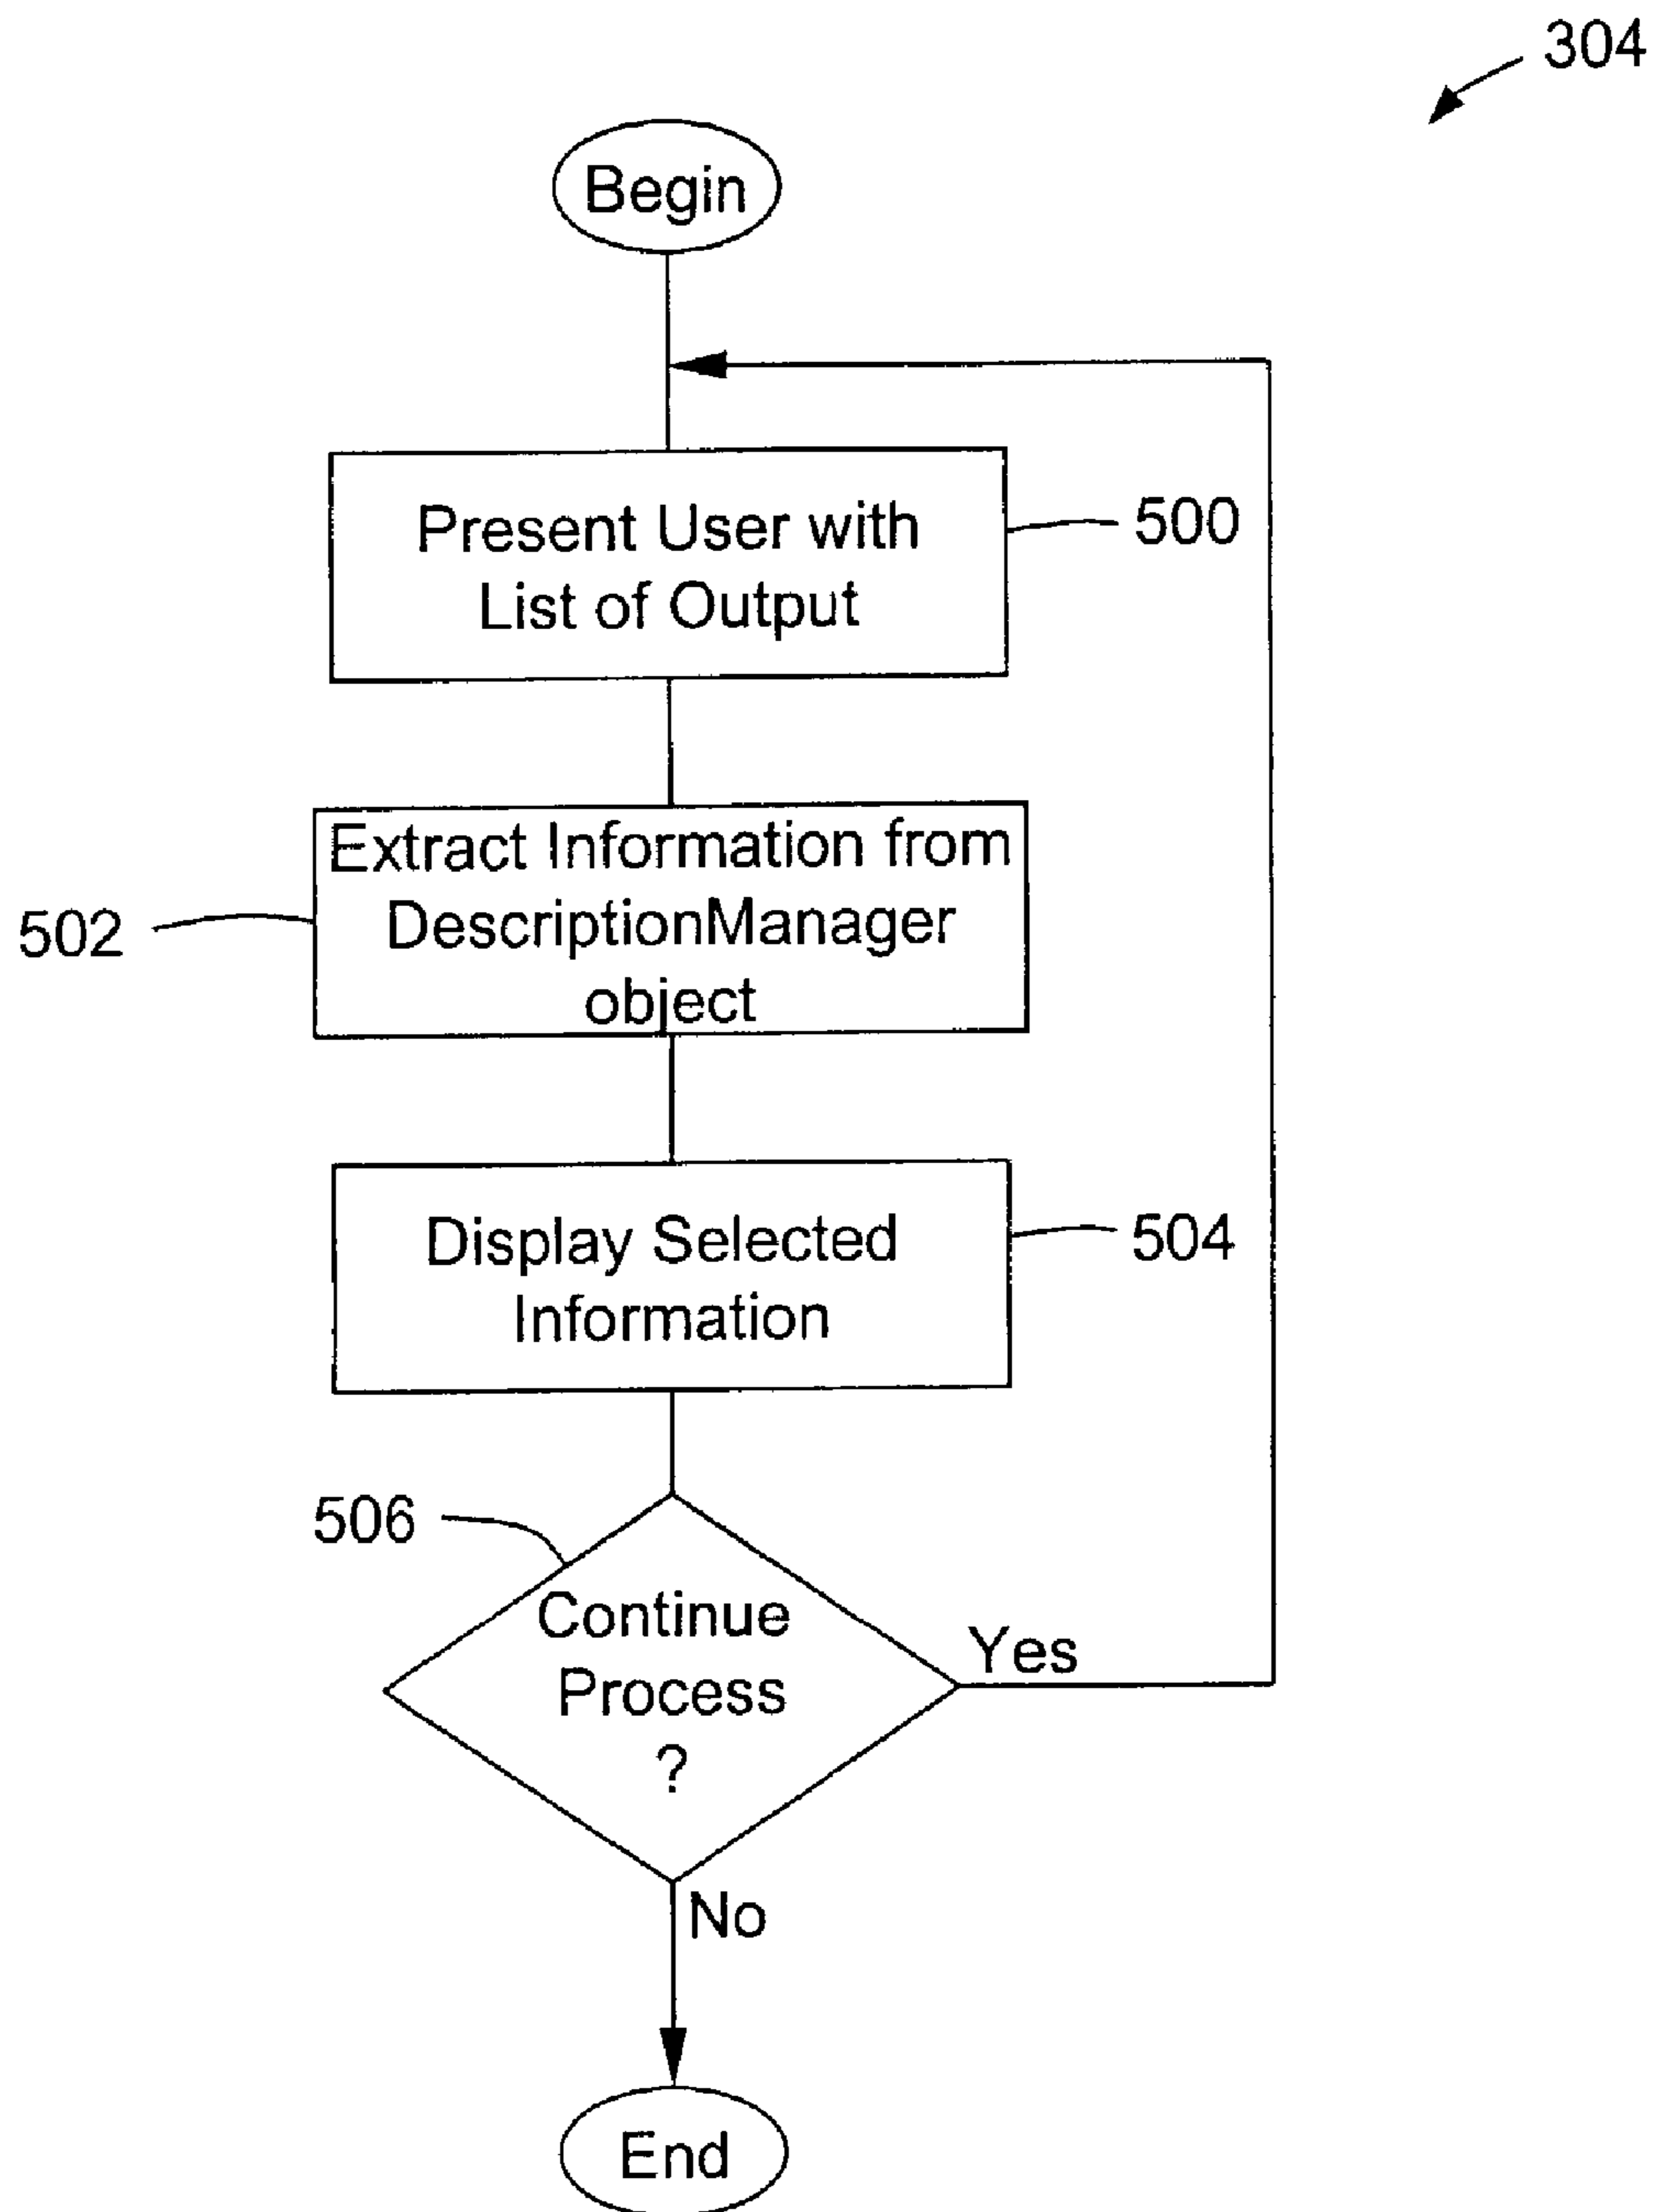 304
Begin
Present User with
List of Output
500
Extract Information from
DescriptionManager
object
502
Display Selected
Information
504
506
Continue
Process
?
Yes
No
End